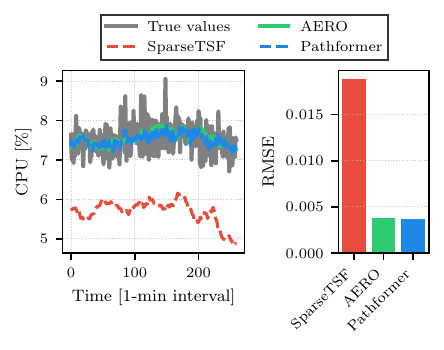 True values
AERO
SparseTSF
Pathformer
9
8
7
6
5
CPU [%]
0
100
200
Time [1-min interval]
0.015
0.010
0.005
0.000
RMSE
SparseTSF
AERO
Pathformer